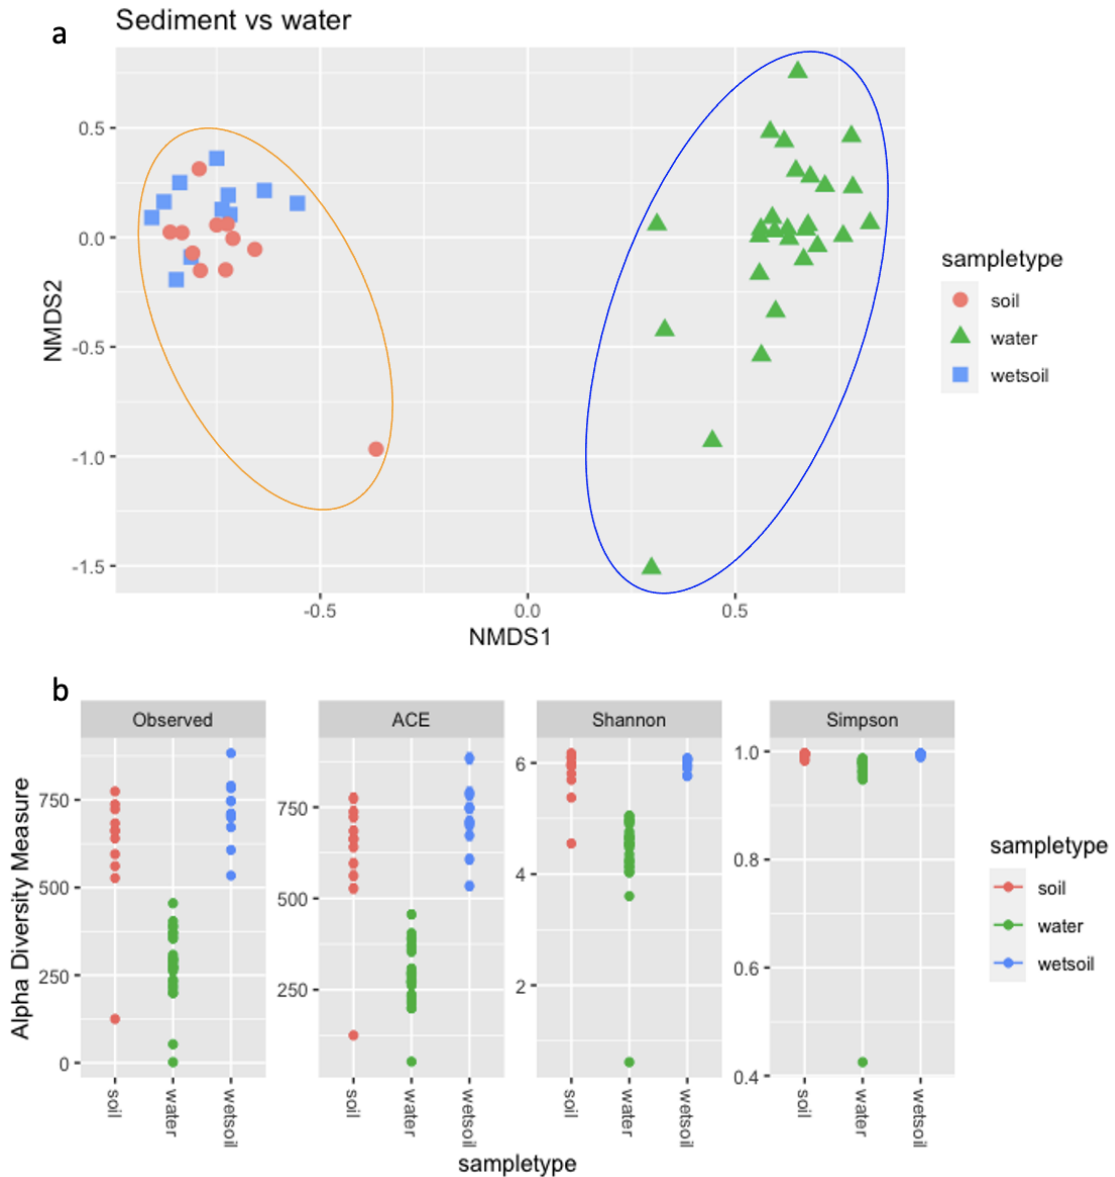 a
Sediment vs water
NMDS2
0.5
0.0
-0.5
-1.0
-1.5
-0.5 0.0 0.5
NMDS1
sampletype
soil
water
wetsoil
b
Observed ACE Shannon Simpson
Alpha Diversity Measure
750
500
250
0
750
500
250
6
4
2
1.0
0.8
0.6
0.4
soil water wetsoil soil water wetsoil soil water wetsoil soil water wetsoil
sampletype
sampletype
soil
water
wetsoil